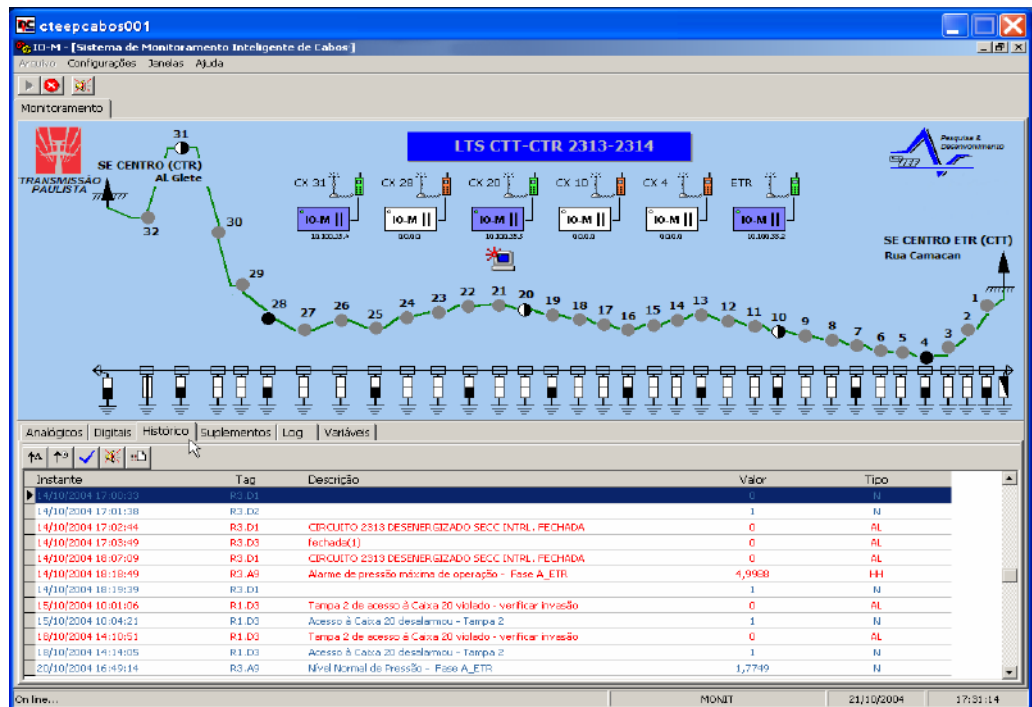 cteepcabos001
IO-M - [Sistema de Monitoramento Inteligente de Cabos]
Arquivo Configurações Janelas Ajuda
Monitoramento
LTS CTT-CTR 2313-2314
Pesquisa &
Desenvolvimento
TRANSMISSÃO
PAULISTA
SE CENTRO (CTR)
Al. Glete
CX 31 CX 28 CX 20 CX 10 CX 4 ETR
IO-M IO-M IO-M IO-M IO-M IO-M
0.0.0.0 0.0.0.0 0.0.0.0
SE CENTRO ETR (CTT)
Rua Camacan
32 31 30 29 28 27 26 25 24 23 22 21 20 19 18 17 16 15 14 13 12 11 10 9 8 7 6 5 4 3 2 1
Analógicos Digitais Histórico Suplementos Log Variáveis
Instante Tag Descrição Valor Tipo
14/10/2004 17:00:33 R3.D1 0 N
14/10/2004 17:01:38 R3.D2 1 N
14/10/2004 17:02:44 R3.D1 CIRCUITO 2313 DESENERGIZADO SECC INTRL. FECHADA 0 AL
14/10/2004 17:03:49 R3.D3 fechada(1) 0 AL
14/10/2004 18:07:09 R3.D1 CIRCUITO 2313 DESENERGIZADO SECC INTRL. FECHADA 0 AL
14/10/2004 18:18:49 R3.A9 Alarme de pressão máxima de operação - Fase A_ETR 4,9988 HH
14/10/2004 18:19:39 R3.D1 1 N
15/10/2004 10:01:06 R1.D3 Tampa 2 de acesso à Caixa 20 violado - verificar invasão 0 AL
15/10/2004 10:04:21 R1.D3 Acesso à Caixa 20 desalarmou - Tampa 2 1 N
18/10/2004 14:10:51 R1.D3 Tampa 2 de acesso à Caixa 20 violado - verificar invasão 0 AL
18/10/2004 14:14:05 R1.D3 Acesso à Caixa 20 desalarmou - Tampa 2 1 N
20/10/2004 16:49:14 R3.A9 Nível Normal de Pressão - Fase A_ETR 1,7749 N
On line... MONIT 21/10/2004 17:31:14